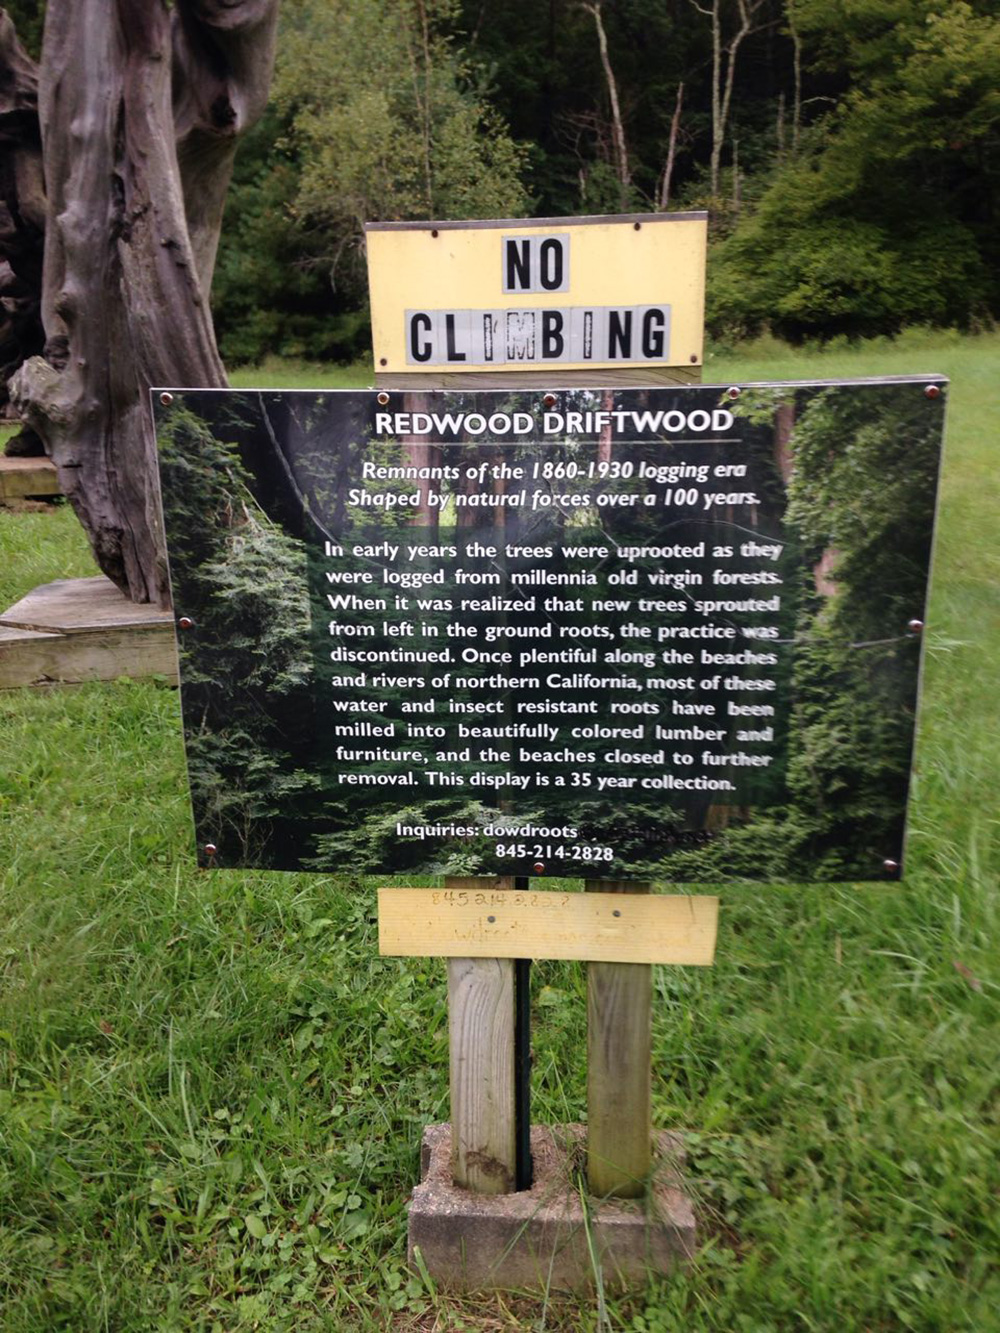 NO
CLIMBING
REDWOOD DRIFTWOOD
Remnants of the 1860-1930 logging era
Shaped by natural forces over a 100 years.
In early years the trees were uprooted as they
were logged from millennia old virgin forests.
When it was realized that new trees sprouted
from left in the ground roots, the practice was
discontinued. Once plentiful along the beaches
and rivers of northern California, most of these
water and insect resistant roots have been
milled into beautifully colored lumber and
furniture, and the beaches closed to further
removal. This display is a 35 year collection.
Inquiries: dowdroots
845-214-2828
845 214 2828